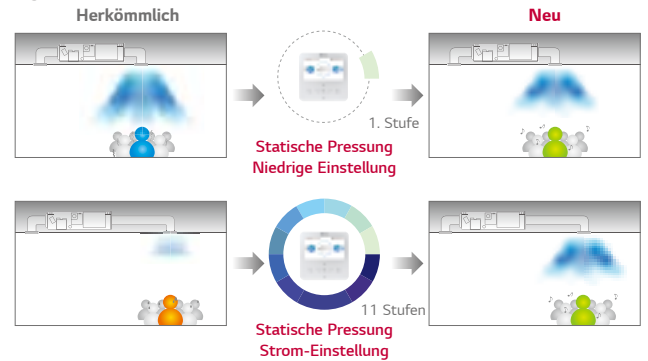 Herkömmlich
Neu
1. Stufe
Statische Pressung
Niedrige Einstellung
11 Stufen
Statische Pressung
Strom-Einstellung